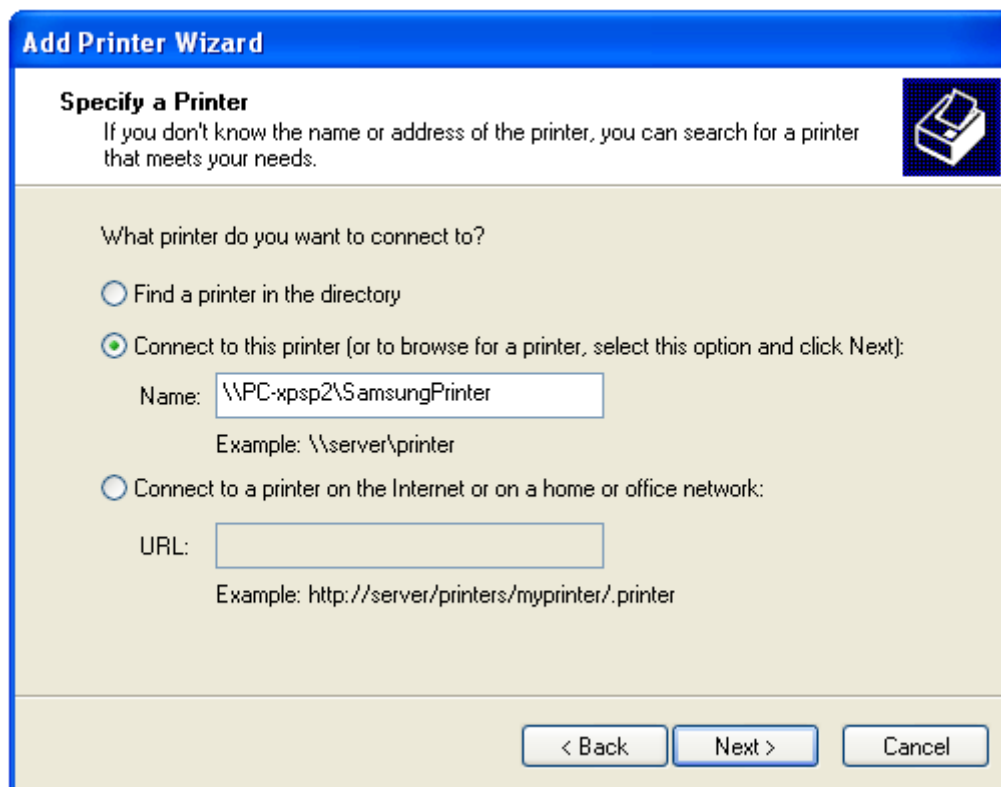 Add Printer Wizard
Specify a Printer
If you don't know the name or address of the printer, you can search for a printer
that meets your needs.
What printer do you want to connect to?
Find a printer in the directory
Connect to this printer (or to browse for a printer, select this option and click Next):
Name: \\PC-xpsp2\SamsungPrinter
Example: \\server\printer
Connect to a printer on the Internet or on a home or office network:
URL:
Example: http://server/printers/myprinter/.printer
< Back Next > Cancel